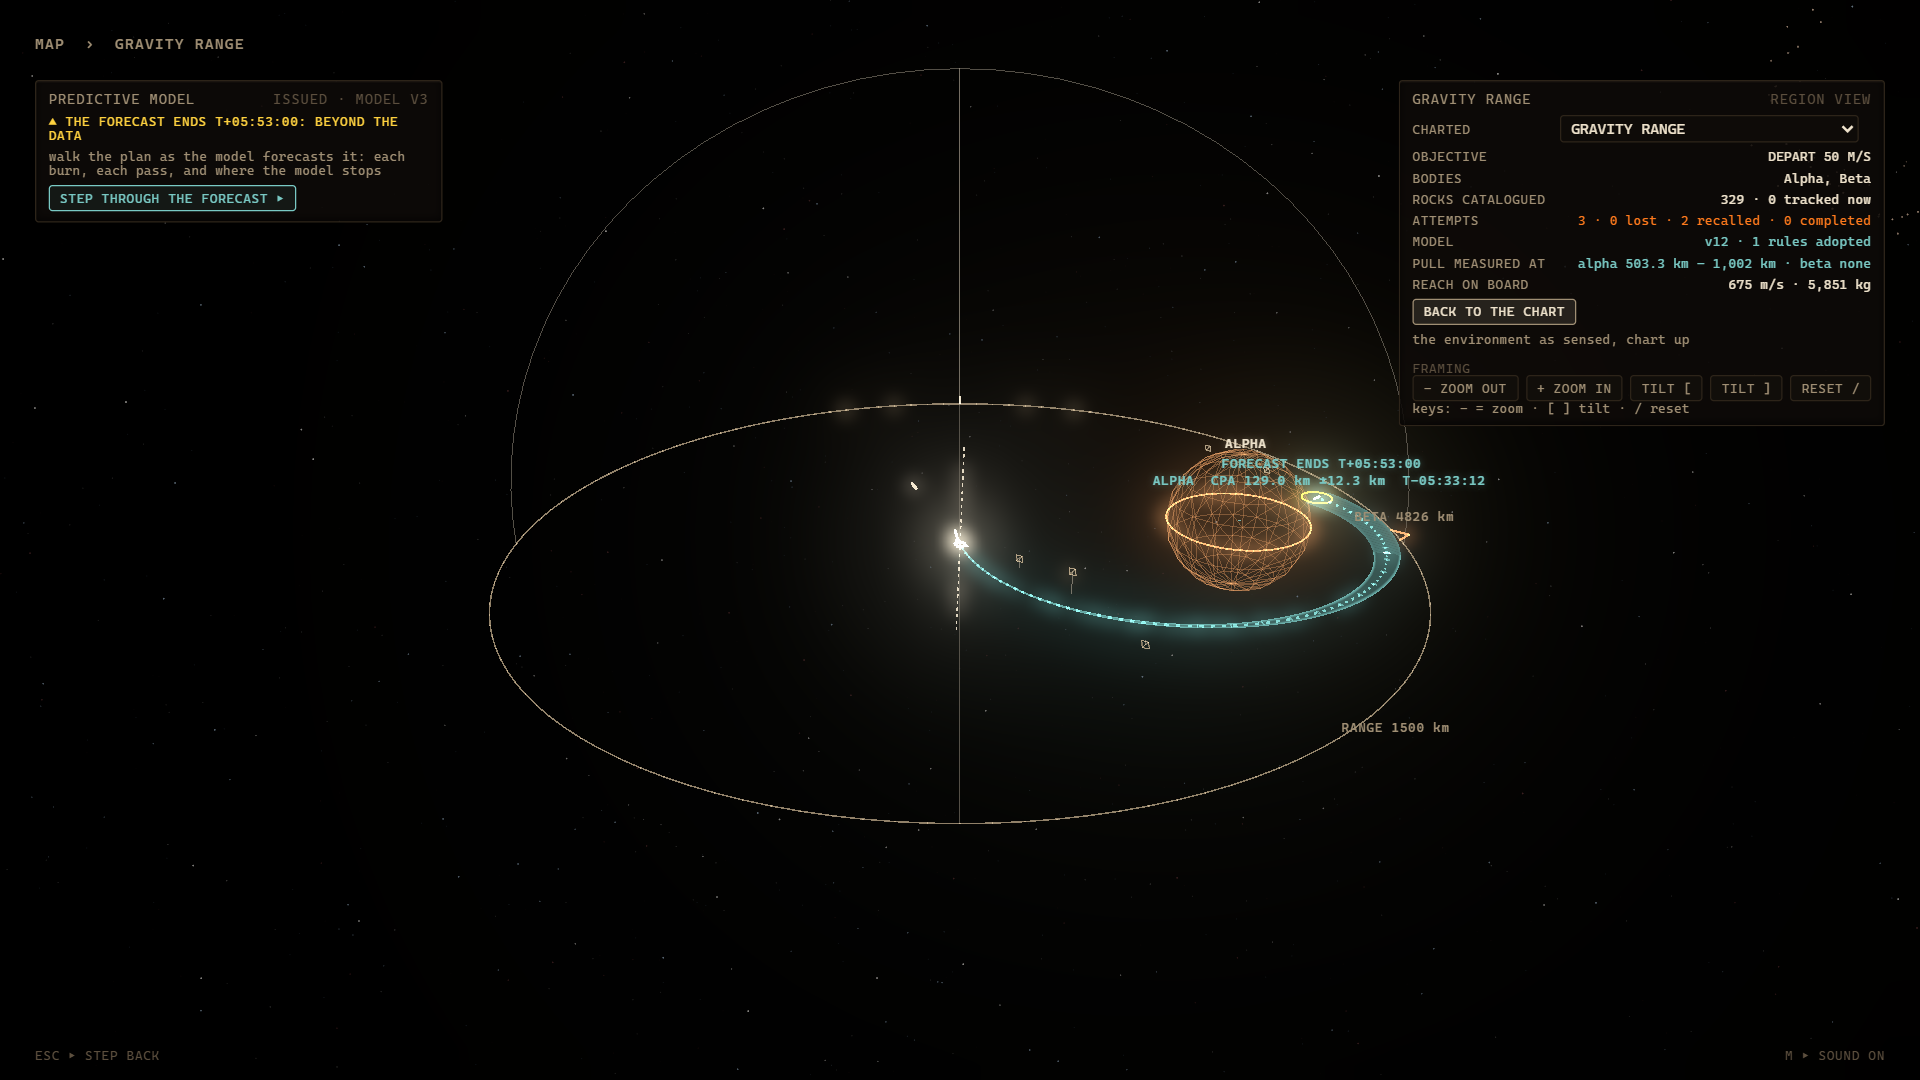 MAP › GRAVITY RANGE
PREDICTIVE MODEL ISSUED · MODEL V3
▲ THE FORECAST ENDS T+05:53:00: BEYOND THE
DATA
walk the plan as the model forecasts it: each
burn, each pass, and where the model stops
STEP THROUGH THE FORECAST ▸
GRAVITY RANGE REGION VIEW
CHARTED GRAVITY RANGE
OBJECTIVE DEPART 50 M/S
BODIES Alpha, Beta
ROCKS CATALOGUED 329 · 0 tracked now
ATTEMPTS 3 · 0 lost · 2 recalled · 0 completed
MODEL v12 · 1 rules adopted
PULL MEASURED AT alpha 503.3 km – 1,002 km · beta none
REACH ON BOARD 675 m/s · 5,851 kg
BACK TO THE CHART
the environment as sensed, chart up
FRAMING
− ZOOM OUT + ZOOM IN TILT [ TILT ] RESET /
keys: − = zoom · [ ] tilt · / reset
ALPHA
FORECAST ENDS T+05:53:00
ALPHA CPA 129.0 km ±12.3 km T−05:33:12
BETA 4826 km
RANGE 1500 km
ESC ▸ STEP BACK
M ▸ SOUND ON